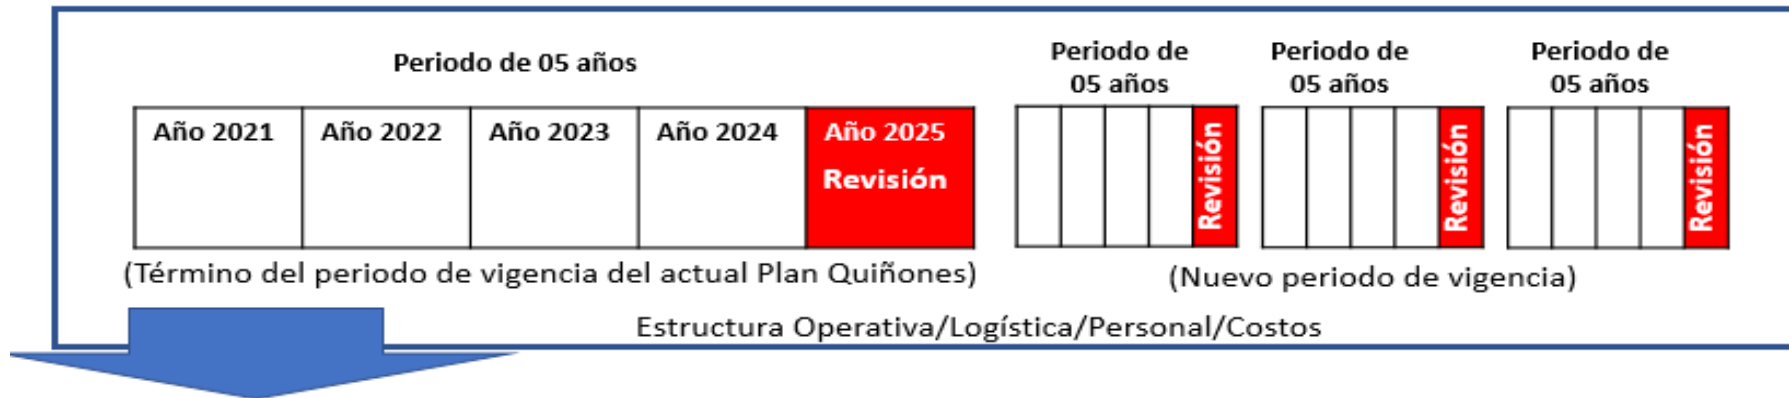 Periodo de 05 años
Año 2021
Año 2022
Año 2023
Año 2024
Año 2025
Revisión
(Término del periodo de vigencia del actual Plan Quiñones)
Periodo de
05 años
Revisión
Periodo de
05 años
Revisión
Periodo de
05 años
Revisión
(Nuevo periodo de vigencia)
Estructura Operativa/Logística/Personal/Costos